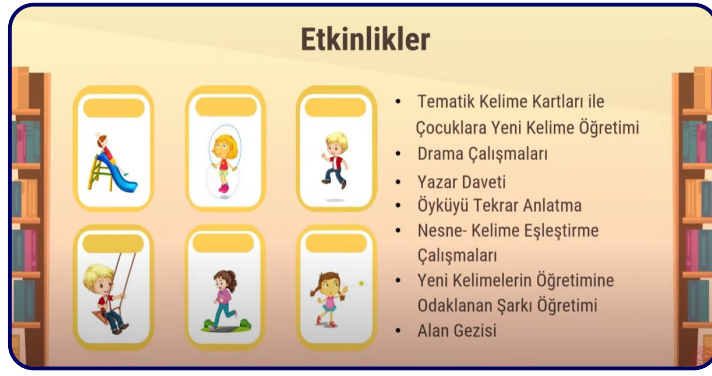 Etkinlikler
• Tematik Kelime Kartları ile
Çocuklara Yeni Kelime Öğretimi
• Drama Çalışmaları
• Yazar Daveti
• Öyküyü Tekrar Anlatma
• Nesne- Kelime Eşleştirme
Çalışmaları
• Yeni Kelimelerin Öğretimine
Odaklanan Şarkı Öğretimi
• Alan Gezisi